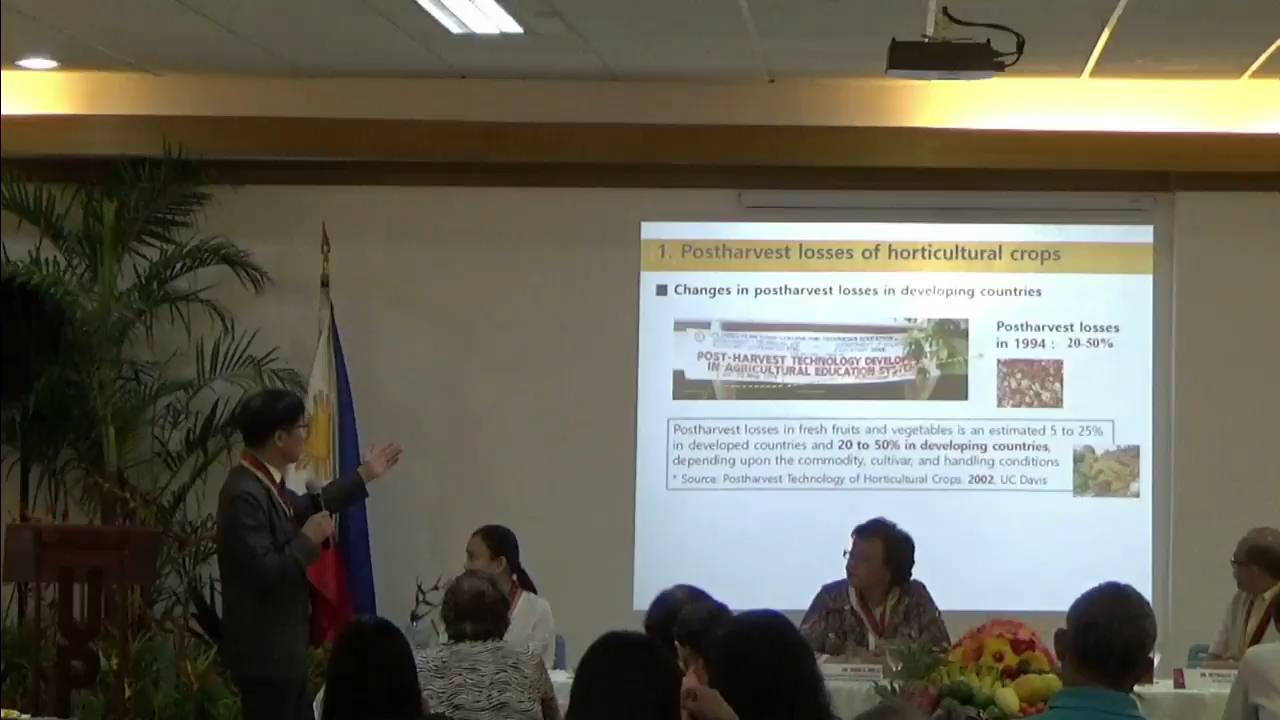 1. Postharvest losses of horticultural crops
Changes in postharvest losses in developing countries
POST-HARVEST TECHNOLOGY DEVELOP
IN AGRICULTURAL EDUCATION SYSTEM
Postharvest losses
in 1994 : 20-50%
Postharvest losses in fresh fruits and vegetables is an estimated 5 to 25%
in developed countries and 20 to 50% in developing countries,
depending upon the commodity, cultivar, and handling conditions
* Source: Postharvest Technology of Horticultural Crops. 2002, UC Davis
UP